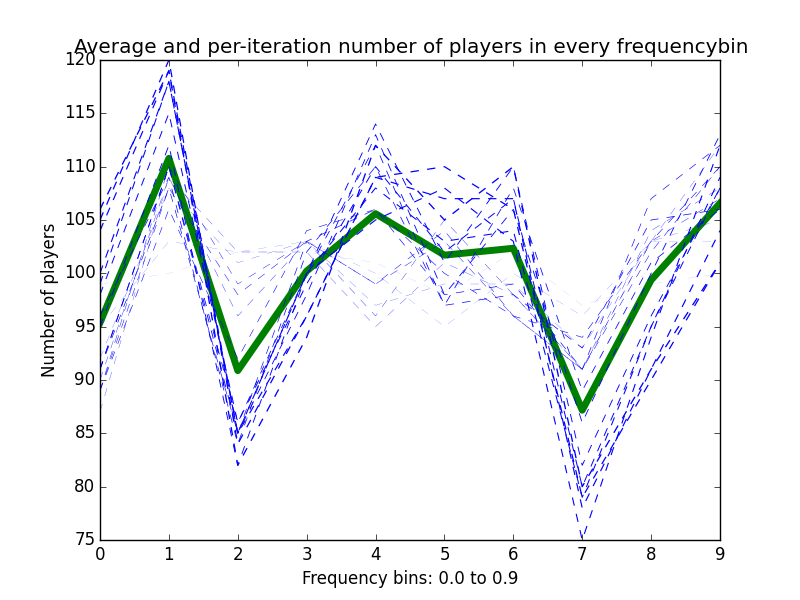 Average and per-iteration number of players in every frequencybin
120
115
110
105
100
95
90
85
80
75
Number of players
0 1 2 3 4 5 6 7 8 9
Frequency bins: 0.0 to 0.9